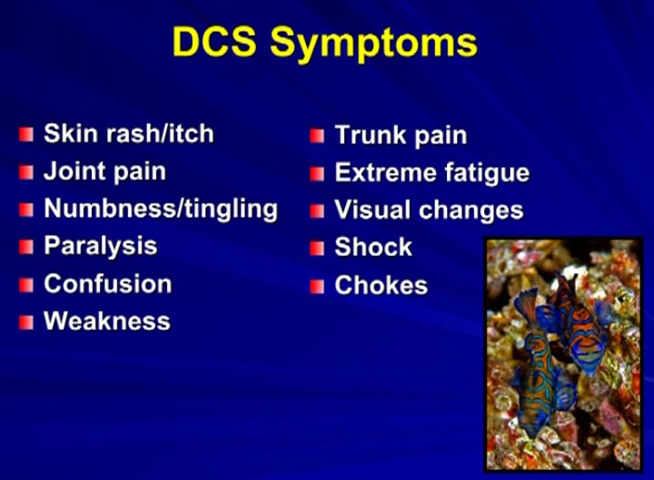 DCS Symptoms
Skin rash/itch
Joint pain
Numbness/tingling
Paralysis
Confusion
Weakness
Trunk pain
Extreme fatigue
Visual changes
Shock
Chokes